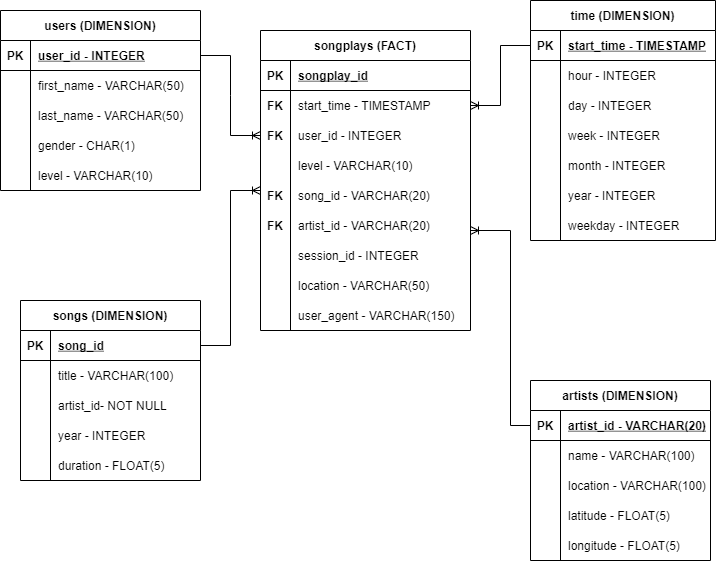 users (DIMENSION)
PK user_id - INTEGER
first_name - VARCHAR(50)
last_name - VARCHAR(50)
gender - CHAR(1)
level - VARCHAR(10)
songplays (FACT)
PK songplay_id
FK start_time - TIMESTAMP
FK user_id - INTEGER
level - VARCHAR(10)
FK song_id - VARCHAR(20)
FK artist_id - VARCHAR(20)
session_id - INTEGER
location - VARCHAR(50)
user_agent - VARCHAR(150)
time (DIMENSION)
PK start_time - TIMESTAMP
hour - INTEGER
day - INTEGER
week - INTEGER
month - INTEGER
year - INTEGER
weekday - INTEGER
songs (DIMENSION)
PK song_id
title - VARCHAR(100)
artist_id- NOT NULL
year - INTEGER
duration - FLOAT(5)
artists (DIMENSION)
PK artist_id - VARCHAR(20)
name - VARCHAR(100)
location - VARCHAR(100)
latitude - FLOAT(5)
longitude - FLOAT(5)